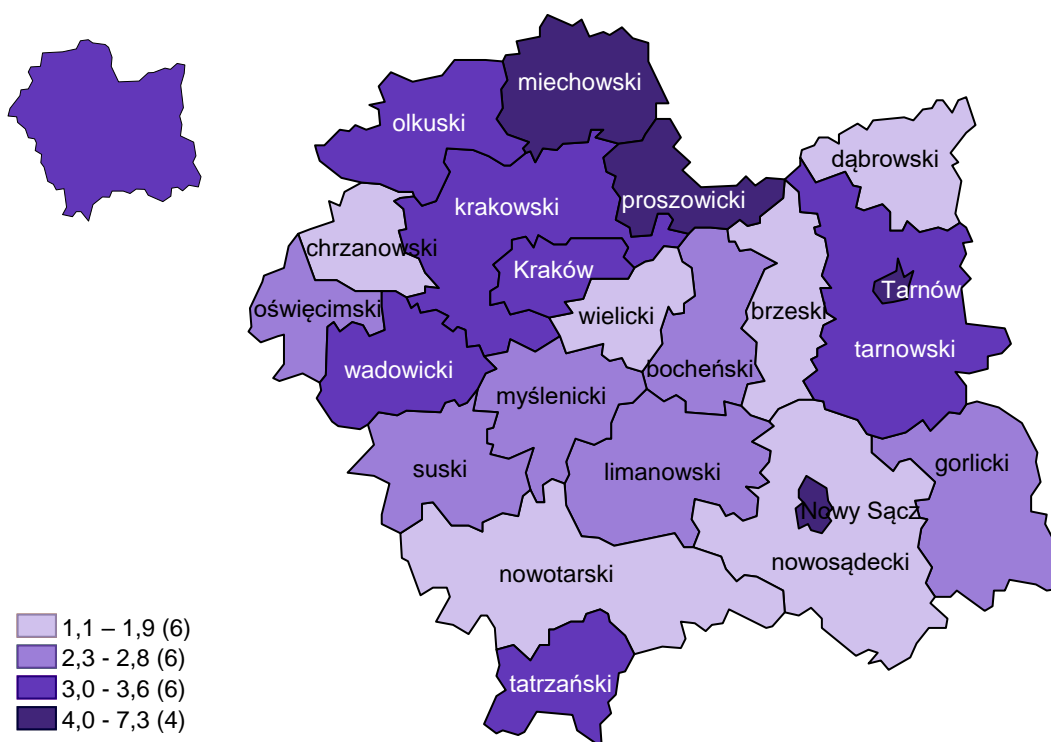 miechowski
olkuski
dąbrowski
proszowicki
krakowski
chrzanowski
Kraków
Tarnów
oświęcimski
wielicki
brzeski
tarnowski
wadowicki
bocheński
myślenicki
gorlicki
suski
limanowski
Nowy Sącz
nowosądecki
nowotarski
tatrzański
1,1 – 1,9 (6)
2,3 - 2,8 (6)
3,0 - 3,6 (6)
4,0 - 7,3 (4)